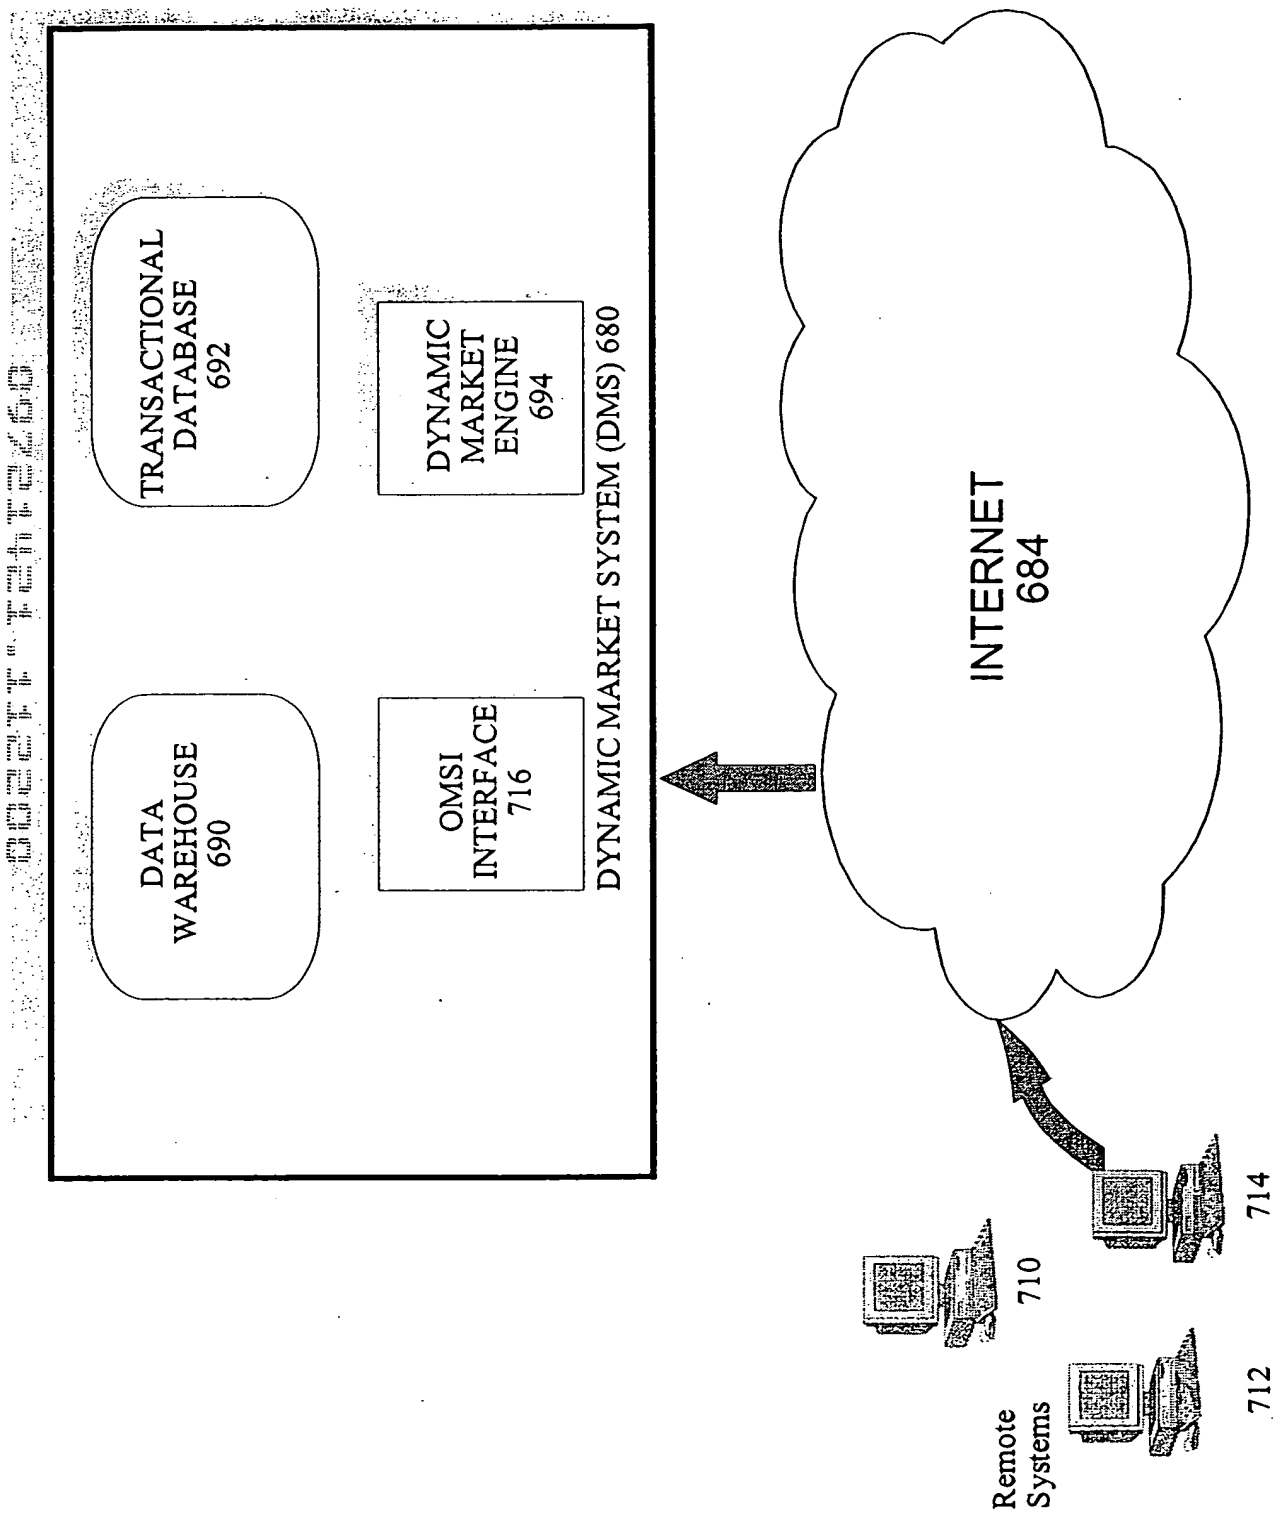 DATA
WAREHOUSE
690
TRANSACTIONAL
DATABASE
692
OMSI
INTERFACE
716
DYNAMIC
MARKET
ENGINE
694
DYNAMIC MARKET SYSTEM (DMS) 680
INTERNET
684
710
Remote
Systems
712
714